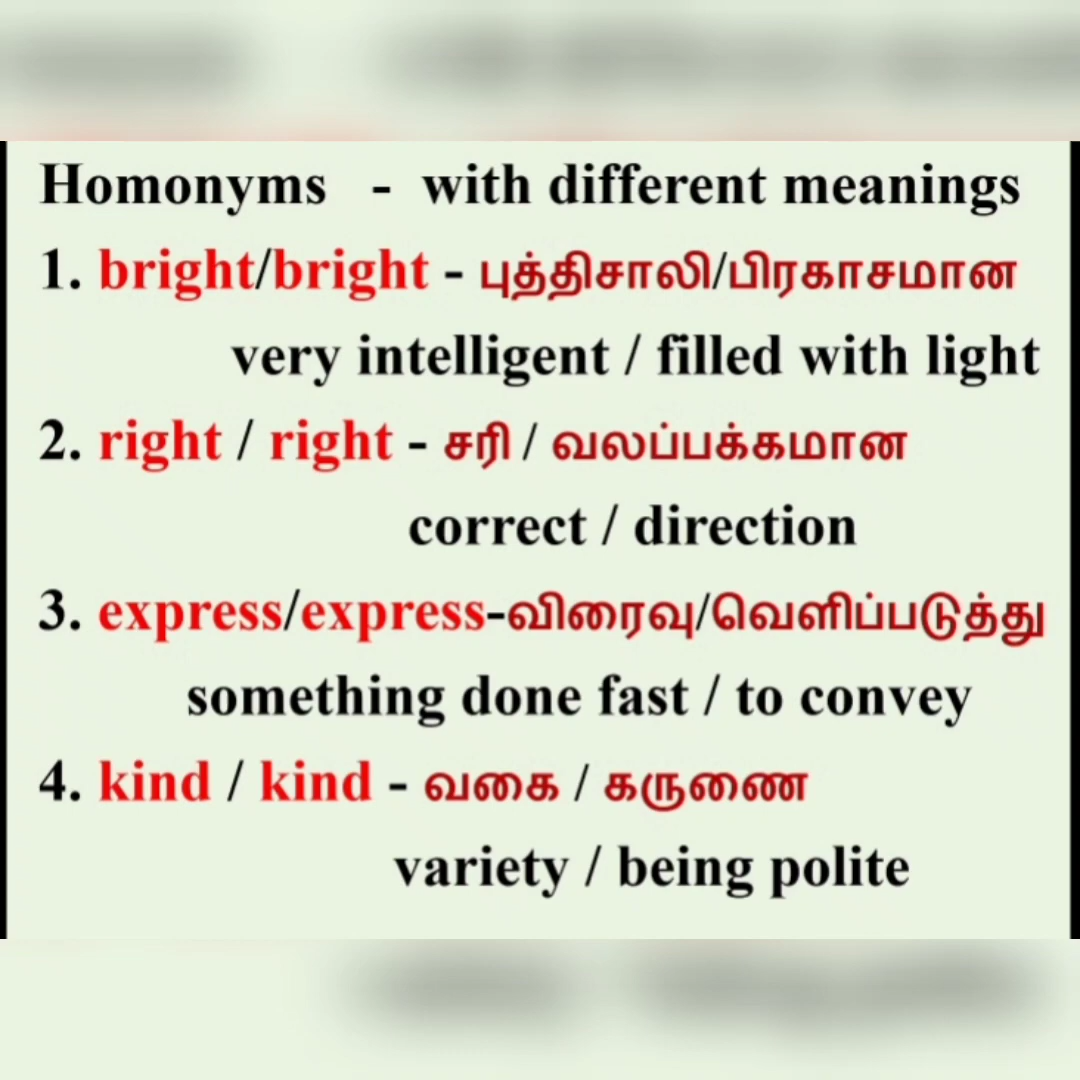 Homonyms - with different meanings
1. bright/bright - புத்திசாலி/பிரகாசமான
very intelligent / filled with light
2. right / right - சரி / வலப்பக்கமான
correct / direction
3. express/express-விரைவு/வெளிப்படுத்து
something done fast / to convey
4. kind / kind - வகை / கருணை
variety / being polite